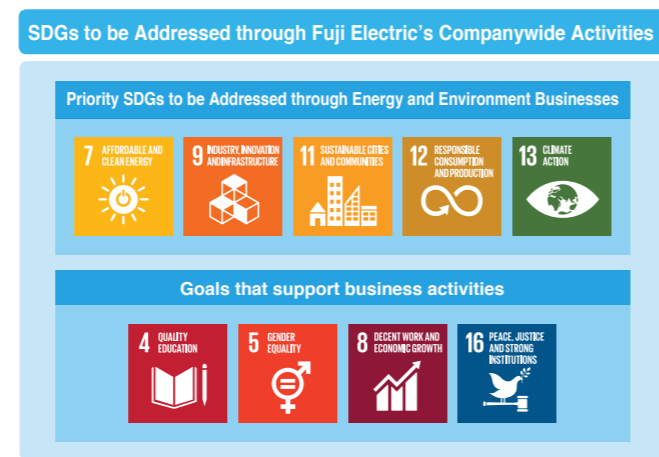 SDGs to be Addressed through Fuji Electric's Companywide Activities
Priority SDGs to be Addressed through Energy and Environment Businesses
7 AFFORDABLE AND
CLEAN ENERGY
9 INDUSTRY, INNOVATION
AND INFRASTRUCTURE
11 SUSTAINABLE CITIES
AND COMMUNITIES
12 RESPONSIBLE
CONSUMPTION
AND PRODUCTION
13 CLIMATE
ACTION
Goals that support business activities
4 QUALITY
EDUCATION
5 GENDER
EQUALITY
8 DECENT WORK AND
ECONOMIC GROWTH
16 PEACE, JUSTICE
AND STRONG
INSTITUTIONS